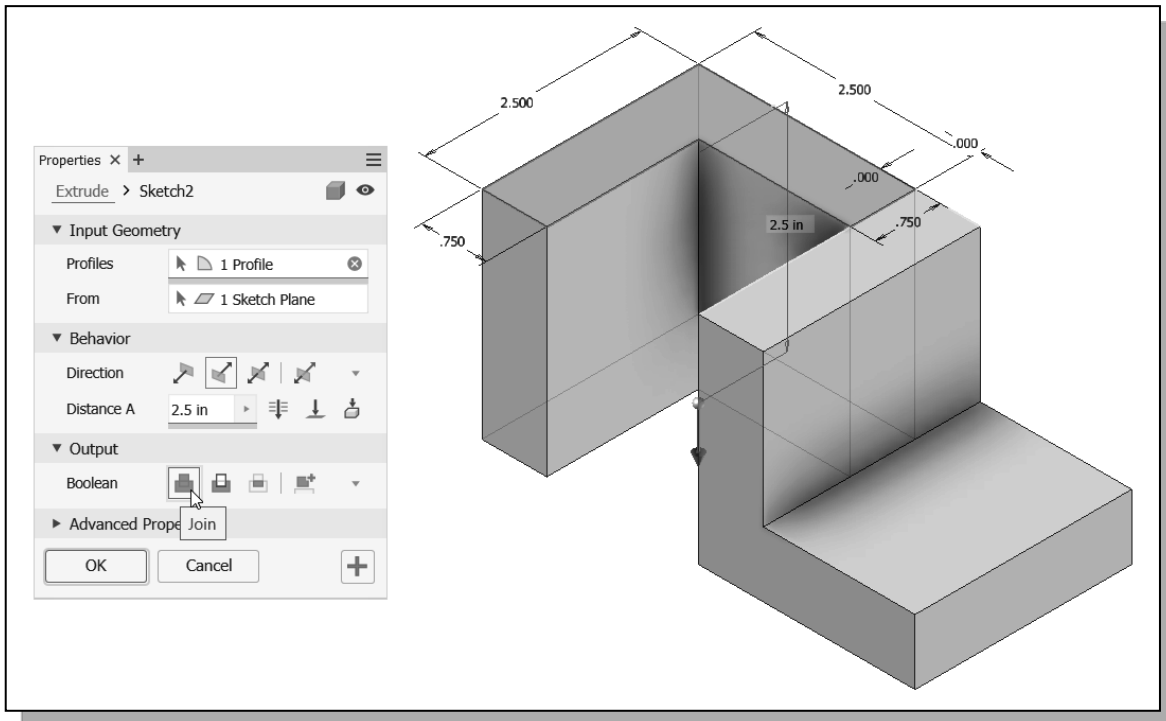 Properties × +
Extrude > Sketch2
Input Geometry
Profiles 1 Profile
From 1 Sketch Plane
Behavior
Direction
Distance A 2.5 in
Output
Boolean
Advanced Prope
Join
OK Cancel +
2.500
2.500
.000
.000
.750
.750
2.5 in